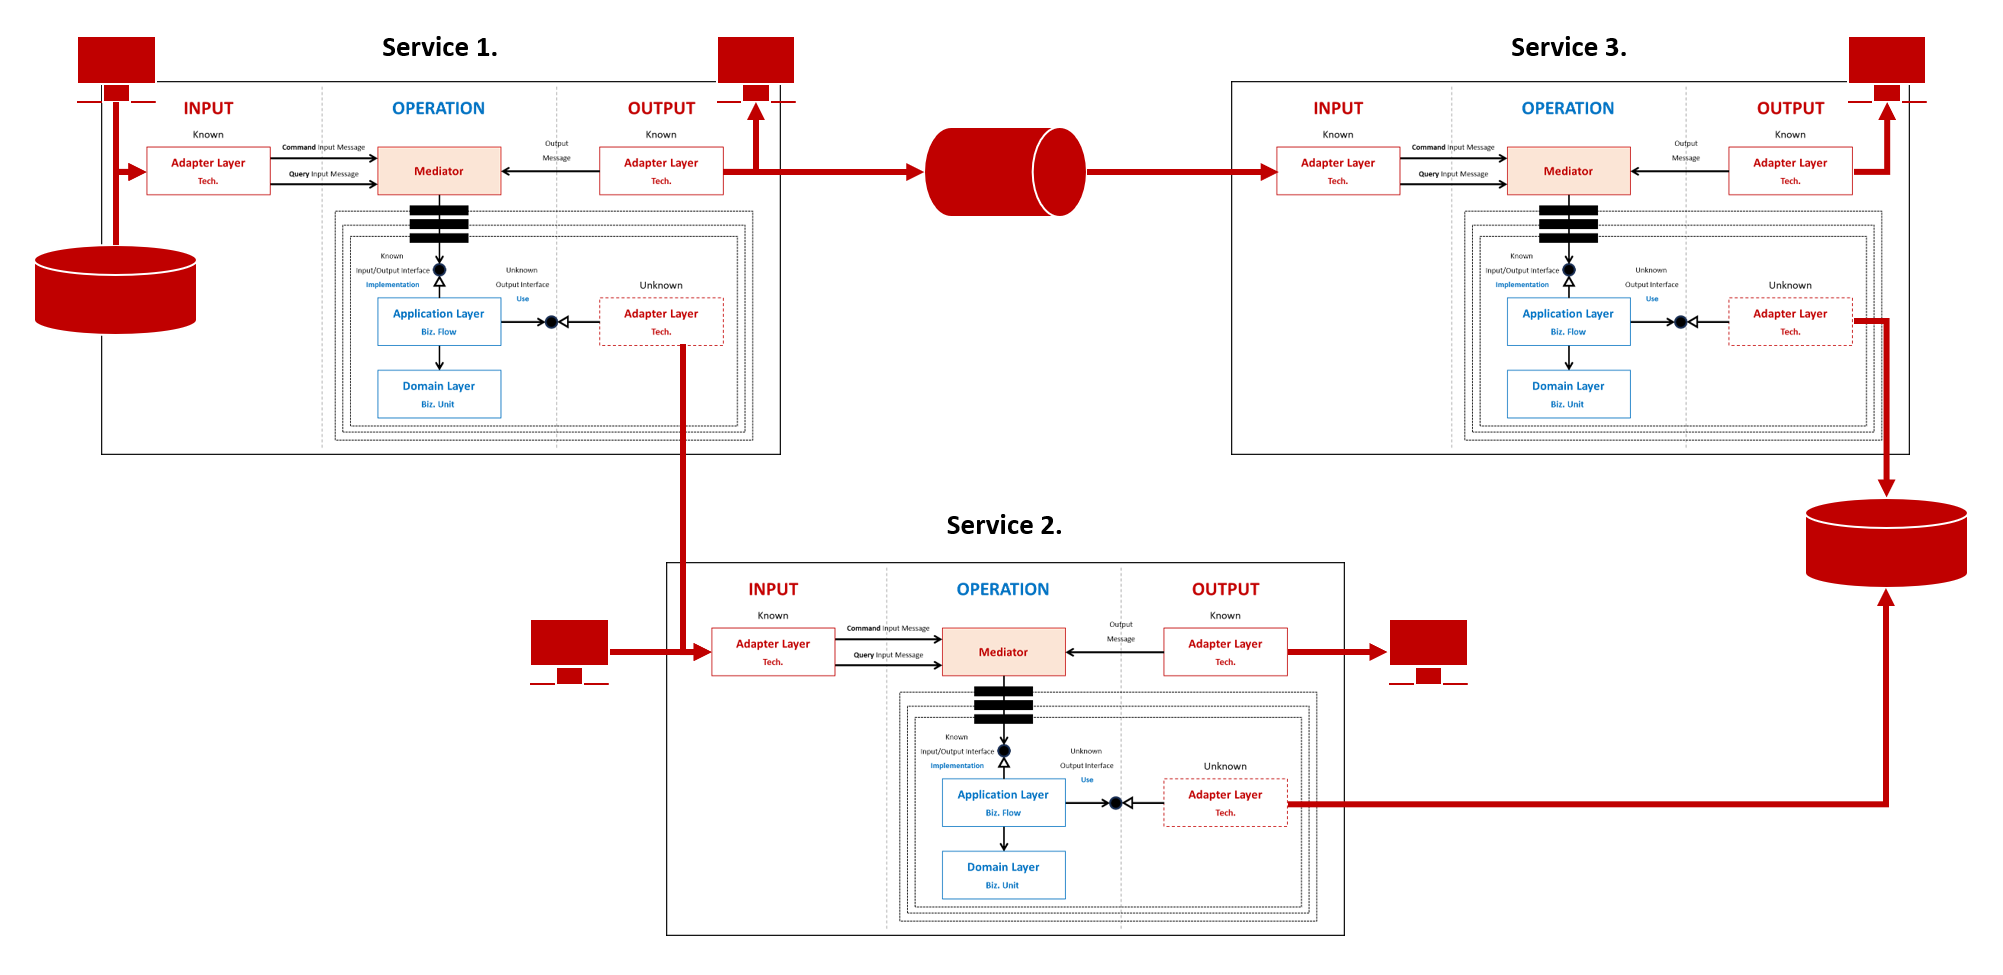 Service 1.
INPUT
OPERATION
OUTPUT
Known
Known
Command Input Message
Output
Message
Adapter Layer
Tech.
Query Input Message
Mediator
Adapter Layer
Tech.
Known
Input/Output Interface
Implementation
Unknown
Output Interface
Use
Unknown
Application Layer
Biz. Flow
Adapter Layer
Tech.
Domain Layer
Biz. Unit
Service 3.
INPUT
OPERATION
OUTPUT
Known
Known
Command Input Message
Output
Message
Adapter Layer
Tech.
Query Input Message
Mediator
Adapter Layer
Tech.
Known
Input/Output Interface
Implementation
Unknown
Output Interface
Use
Unknown
Application Layer
Biz. Flow
Adapter Layer
Tech.
Domain Layer
Biz. Unit
Service 2.
INPUT
OPERATION
OUTPUT
Known
Known
Command Input Message
Output
Message
Adapter Layer
Tech.
Query Input Message
Mediator
Adapter Layer
Tech.
Known
Input/Output Interface
Implementation
Unknown
Output Interface
Use
Unknown
Application Layer
Biz. Flow
Adapter Layer
Tech.
Domain Layer
Biz. Unit